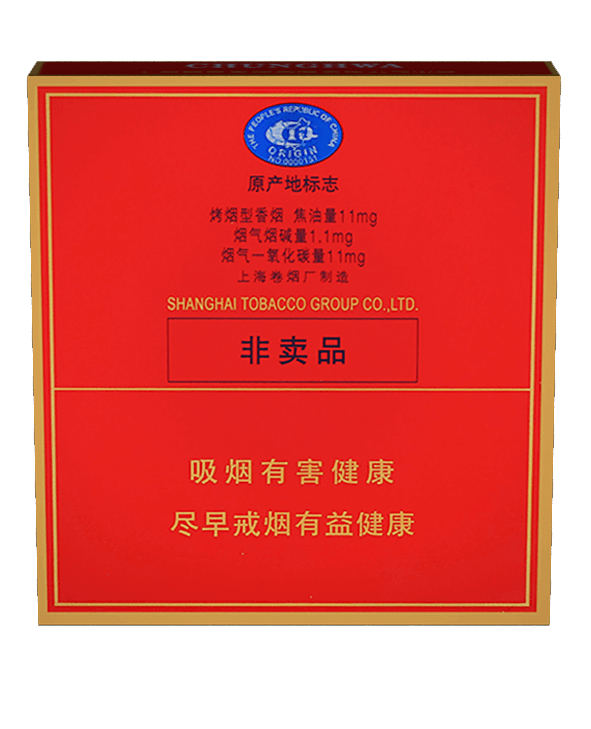 CHUNGHWA
THE PEOPLE'S REPUBLIC OF CHINA
ORIGIN
NO.0000131
原产地标志
烤烟型香烟 焦油量11mg
烟气烟碱量1.1mg
烟气一氧化碳量11mg
上海卷烟厂制造
SHANGHAI TOBACCO GROUP CO.,LTD.
非卖品
吸烟有害健康
尽早戒烟有益健康